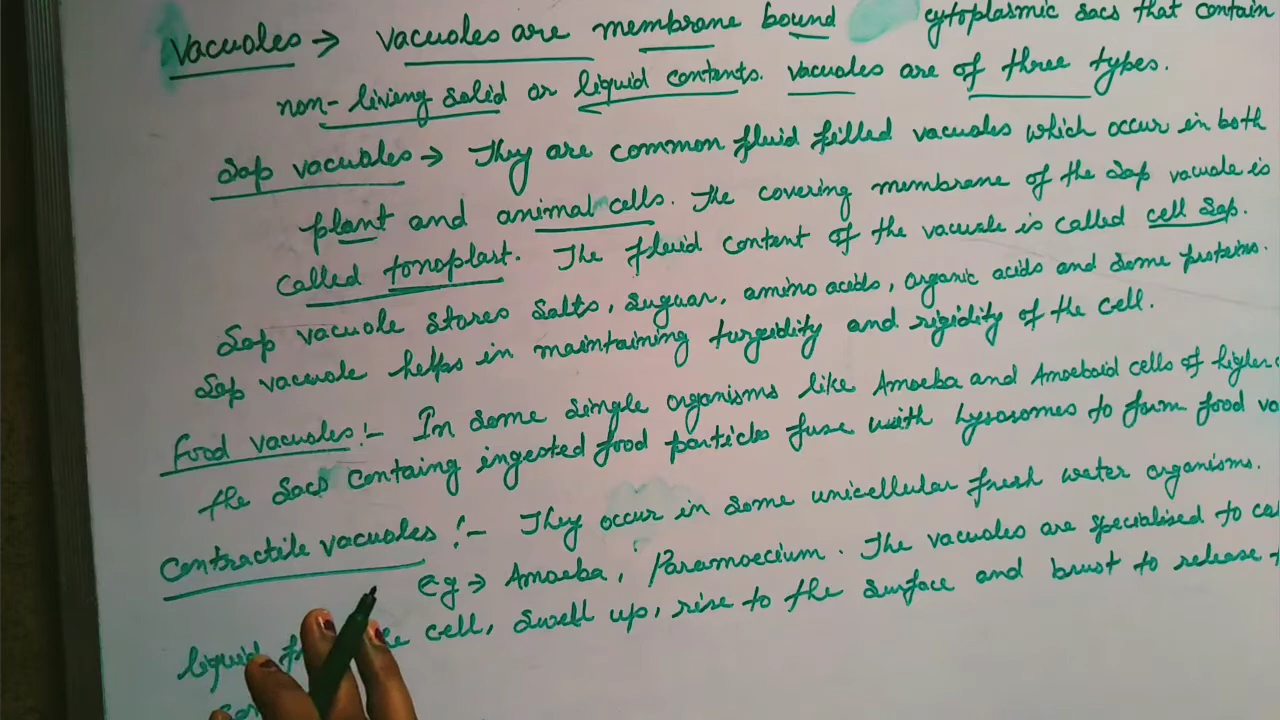 Vacuoles → Vacuoles are membrane bound cytoplasmic sacs that contain
non-living solid or liquid contents. Vacuoles are of three types.
Sap vacuoles → They are common fluid filled vacuoles which occur in both
plant and animal cells. The covering membrane of the Sap vacuole is
called tonoplast. The fluid content of the vacuole is called cell Sap.
Sap vacuole stores salts, suguar, amino acids, organic acids and some proteins.
Sap vacuole helps in maintaining turguidity and rigidity of the cell.
Food vacuoles:- In some simple organisms like Amoeba and Amoeboid cells of higher
the sacs containg ingested food particles fuse with lysosomes to form food va
Contractile vacuoles:- They occur in some unicellular fresh water organisms.
eg → Amoeba, Paramoecium. The vacuoles are specialised to
liquid cell, swell up, rise to the surface and brust to release